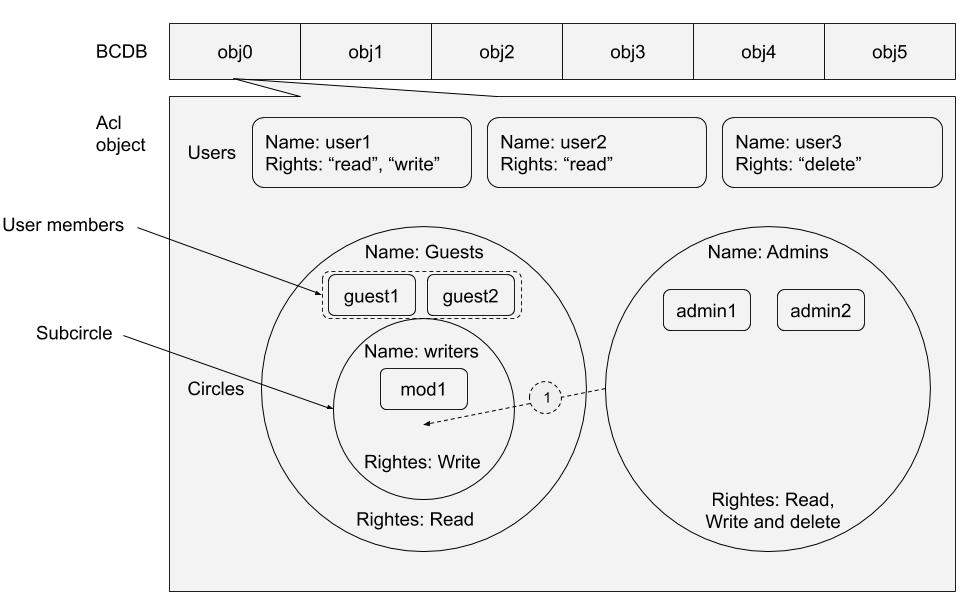 BCDB
obj0
obj1
obj2
obj3
obj4
obj5
Acl
object
Users
Name: user1
Rights: “read”, “write”
Name: user2
Rights: “read”
Name: user3
Rights: “delete”
User members
Name: Guests
guest1
guest2
Name: Admins
admin1
admin2
Subcircle
Name: writers
Circles
mod1
1
Rightes: Write
Rightes: Read
Rightes: Read,
Write and delete